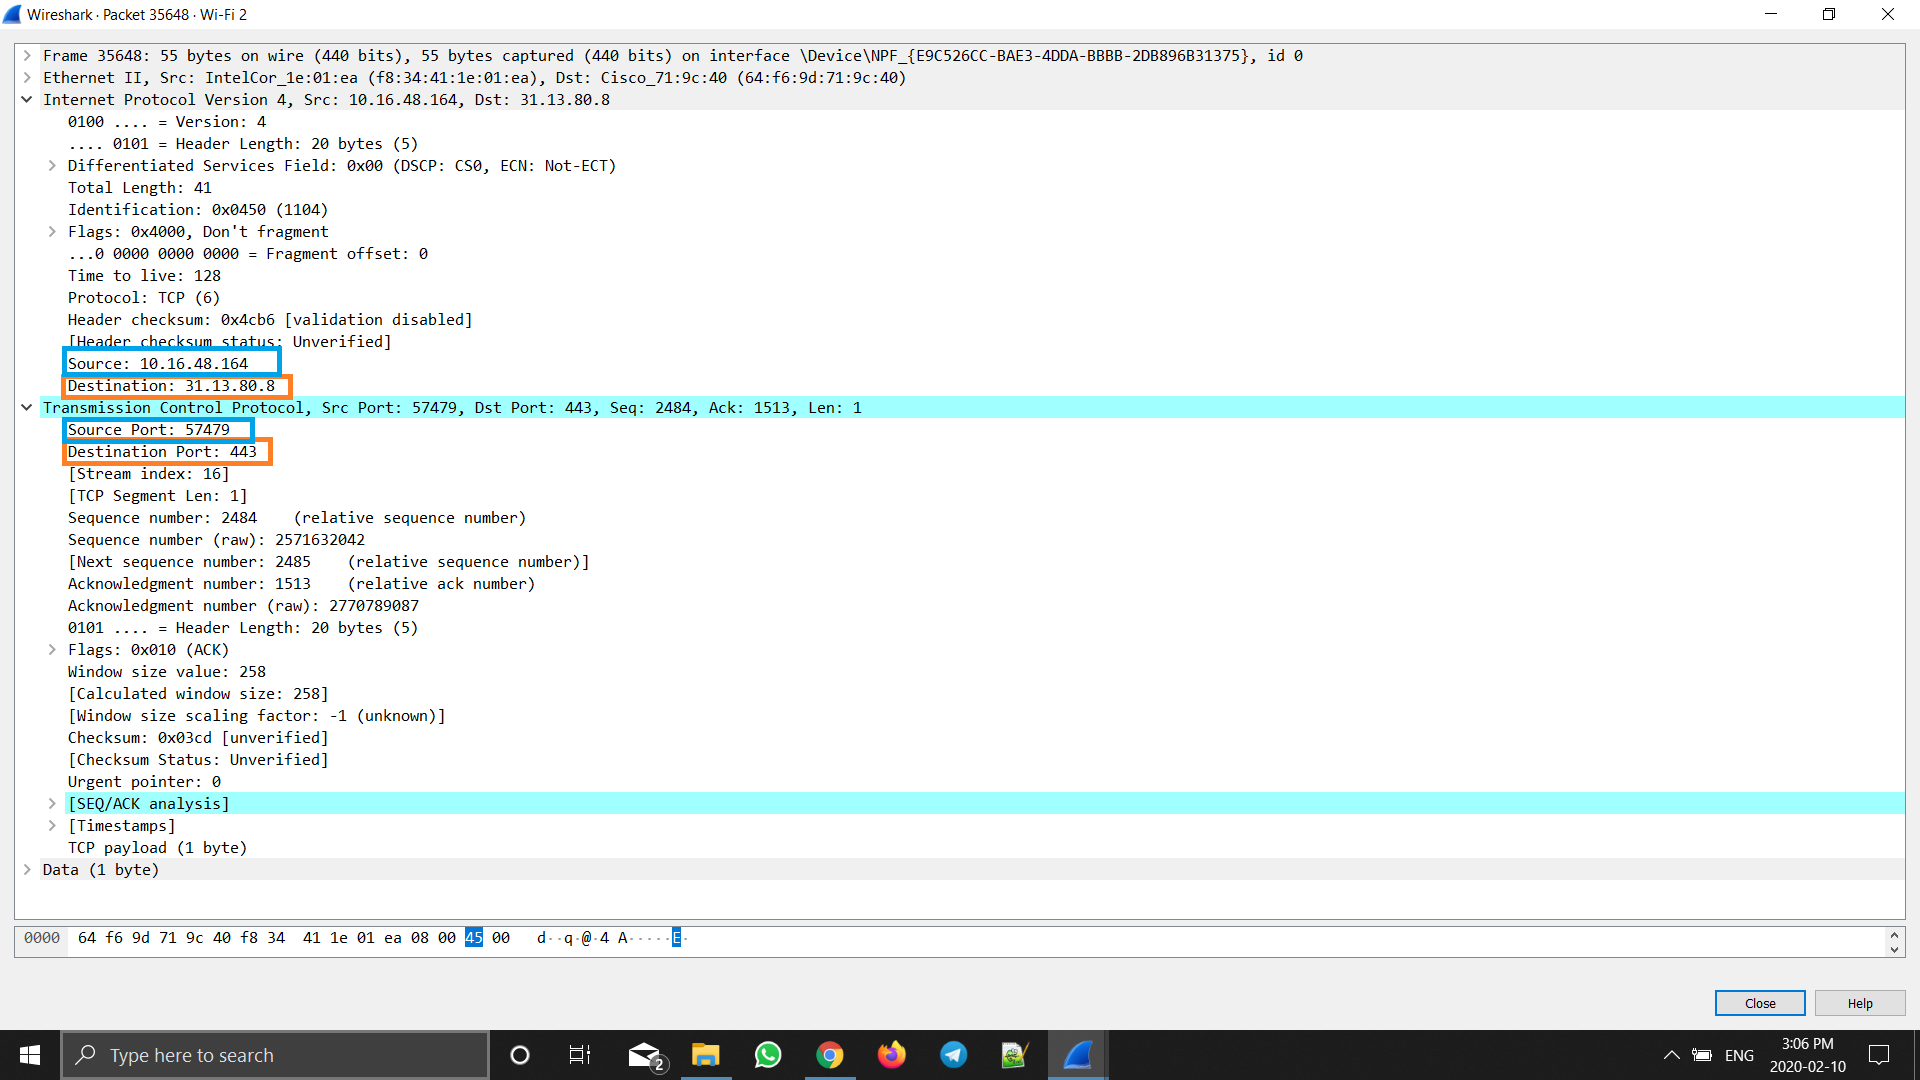 Wireshark · Packet 35648 · Wi-Fi 2
Frame 35648: 55 bytes on wire (440 bits), 55 bytes captured (440 bits) on interface \Device\NPF_{E9C526CC-BAE3-4DDA-BBBB-2DB896B31375}, id 0
Ethernet II, Src: IntelCor_1e:01:ea (f8:34:41:1e:01:ea), Dst: Cisco_71:9c:40 (64:f6:9d:71:9c:40)
Internet Protocol Version 4, Src: 10.16.48.164, Dst: 31.13.80.8
0100 .... = Version: 4
.... 0101 = Header Length: 20 bytes (5)
Differentiated Services Field: 0x00 (DSCP: CS0, ECN: Not-ECT)
Total Length: 41
Identification: 0x0450 (1104)
Flags: 0x4000, Don't fragment
...0 0000 0000 0000 = Fragment offset: 0
Time to live: 128
Protocol: TCP (6)
Header checksum: 0x4cb6 [validation disabled]
[Header checksum status: Unverified]
Source: 10.16.48.164
Destination: 31.13.80.8
Transmission Control Protocol, Src Port: 57479, Dst Port: 443, Seq: 2484, Ack: 1513, Len: 1
Source Port: 57479
Destination Port: 443
[Stream index: 16]
[TCP Segment Len: 1]
Sequence number: 2484    (relative sequence number)
Sequence number (raw): 2571632042
[Next sequence number: 2485    (relative sequence number)]
Acknowledgment number: 1513    (relative ack number)
Acknowledgment number (raw): 2770789087
0101 .... = Header Length: 20 bytes (5)
Flags: 0x010 (ACK)
Window size value: 258
[Calculated window size: 258]
[Window size scaling factor: -1 (unknown)]
Checksum: 0x03cd [unverified]
[Checksum Status: Unverified]
Urgent pointer: 0
[SEQ/ACK analysis]
[Timestamps]
TCP payload (1 byte)
Data (1 byte)
0000  64 f6 9d 71 9c 40 f8 34  41 1e 01 ea 08 00 45 00   d··q·@·4 A·····E·
Close Help
Type here to search
2
ENG
3:06 PM
2020-02-10